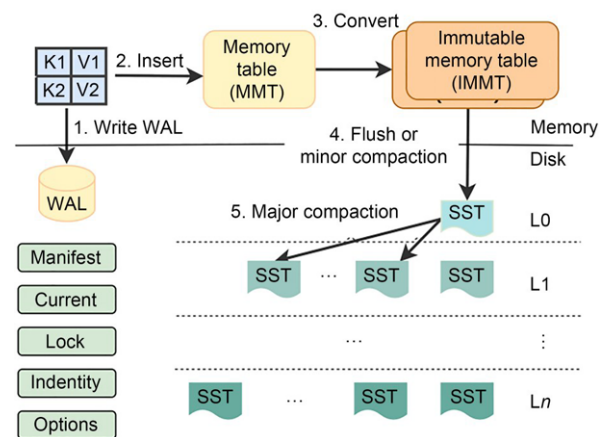 3. Convert
K1 V1
K2 V2
2. Insert
Memory
table
(MMT)
Immutable
memory table
(IMMT)
1. Write WAL
4. Flush or
minor compaction
Memory
Disk
WAL
5. Major compaction
SST
L0
Manifest
SST ... SST SST
L1
Current
Lock
...
⋮
Indentity
SST ... SST SST
Ln
Options